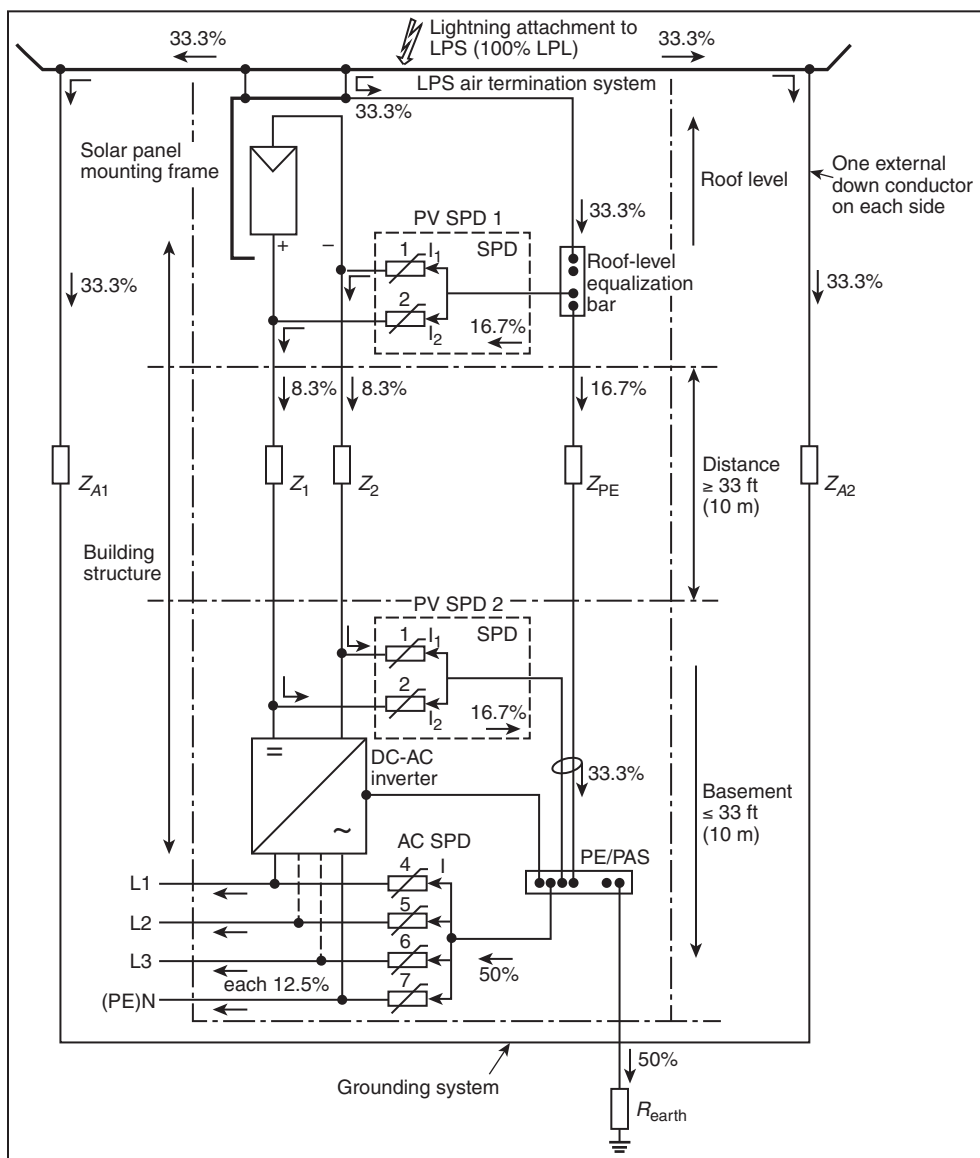 Lightning attachment to
LPS (100% LPL)
33.3%
33.3%
LPS air termination system
33.3%
Solar panel
mounting frame
Roof level
One external
down conductor
on each side
PV SPD 1
33.3%
+
−
1
I1
SPD
Roof-level
equalization
bar
33.3%
33.3%
2
I2
16.7%
8.3%
8.3%
16.7%
ZA1
Z1
Z2
ZPE
Distance
≥ 33 ft
(10 m)
ZA2
Building
structure
PV SPD 2
1
I1
SPD
2
I2
16.7%
=
~
DC-AC
inverter
33.3%
Basement
≤ 33 ft
(10 m)
AC SPD
PE/PAS
L1
4
I
L2
5
L3
6
each 12.5%
50%
(PE)N
7
50%
Grounding system
Rearth